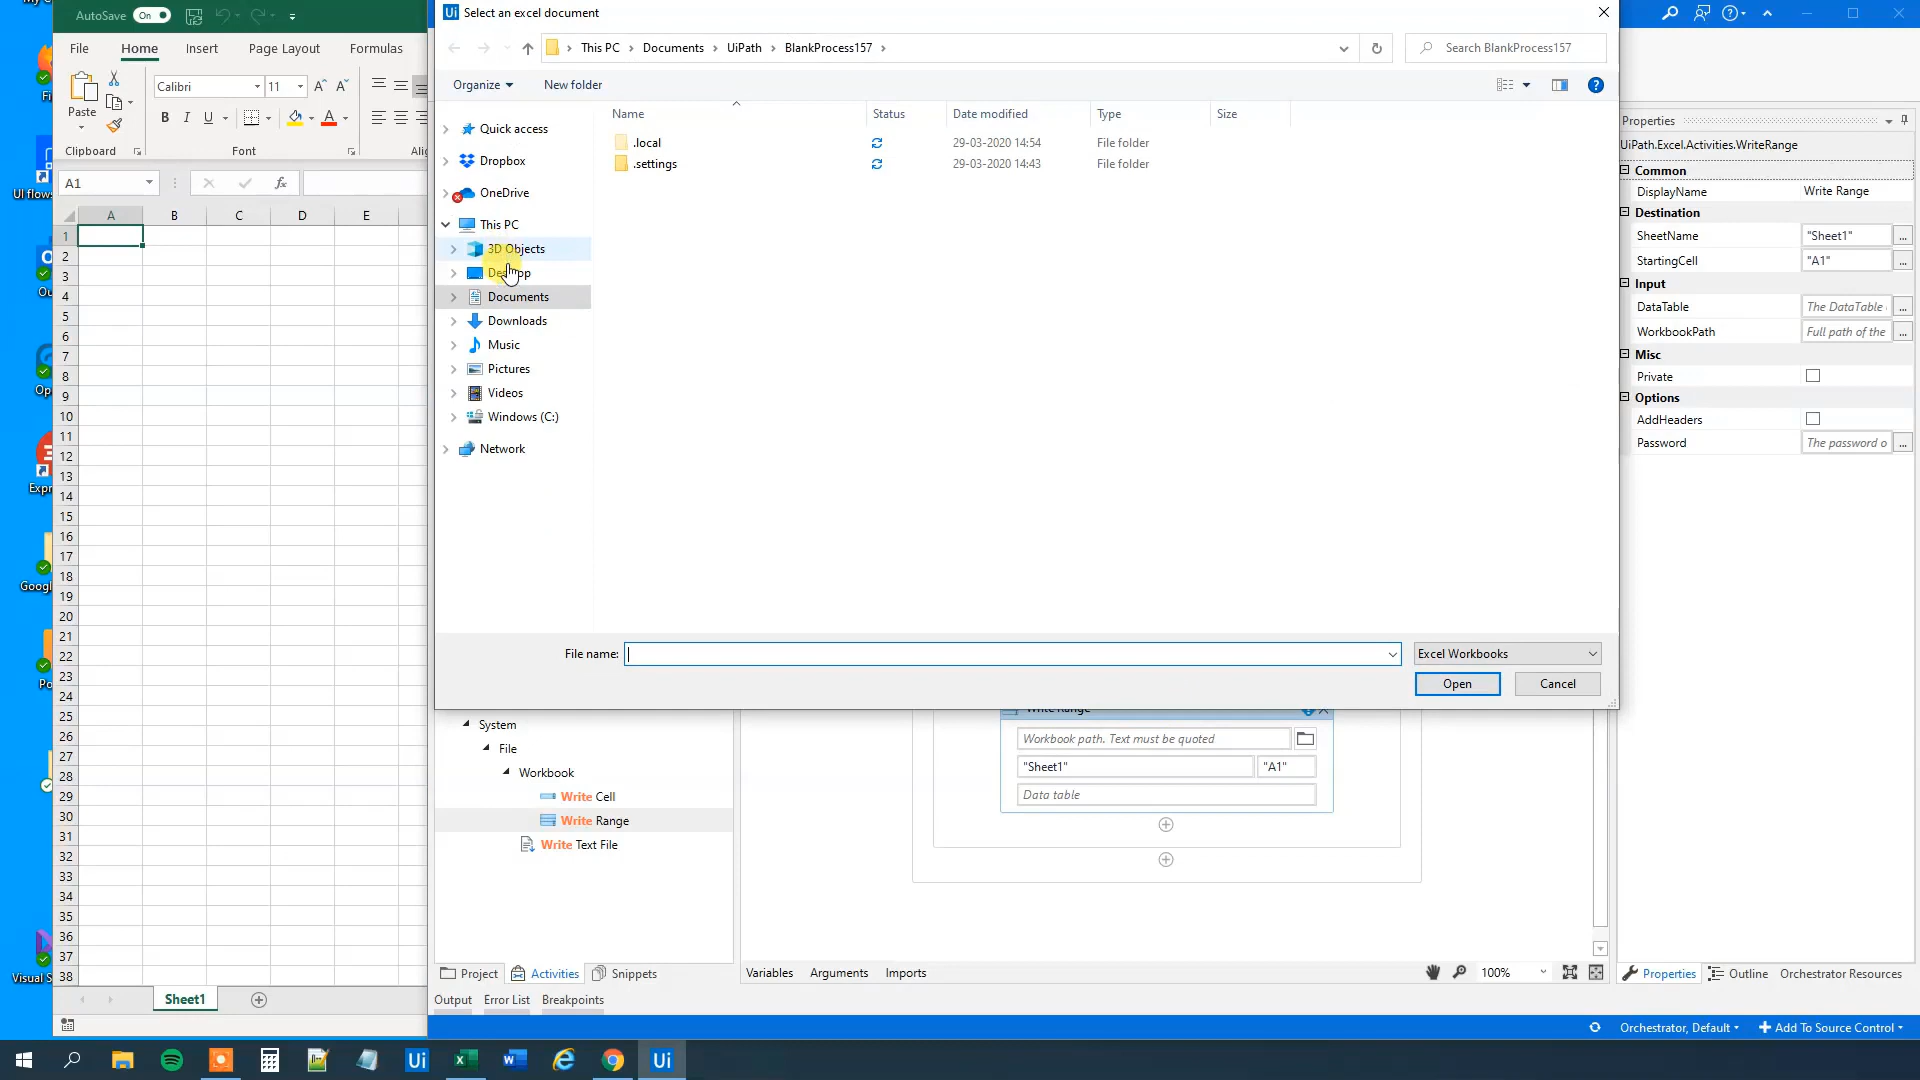 AutoSave On
File Home Insert Page Layout Formulas
Paste
Calibri 11
B I U A
Clipboard Font
A1
A B C D E
1
2
3
4
5
6
7
8
9
10
11
12
13
14
15
16
17
18
19
20
21
22
23
24
25
26
27
28
29
30
31
32
33
34
35
36
37
38
Sheet1
UI flows
Google
Visual S
Ui Select an excel document
This PC Documents UiPath BlankProcess157
Search BlankProcess157
Organize New folder
Name Status Date modified Type Size
.local 29-03-2020 14:54 File folder
.settings 29-03-2020 14:43 File folder
Quick access
Dropbox
OneDrive
This PC
3D Objects
Documents
Downloads
Music
Pictures
Videos
Windows (C:)
Network
File name:
Excel Workbooks
Open Cancel
System
File
Workbook
Write Cell
Write Range
Write Text File
Write Range
Workbook path. Text must be quoted
"Sheet1" "A1"
Data table
Project Activities Snippets
Variables Arguments Imports
100%
Output Error List Breakpoints
Properties
UiPath.Excel.Activities.WriteRange
Common
DisplayName Write Range
Destination
SheetName "Sheet1" ...
StartingCell "A1" ...
Input
DataTable The DataTable ...
WorkbookPath Full path of the ...
Misc
Private
Options
AddHeaders
Password The password o ...
Properties Outline Orchestrator Resources
Orchestrator, Default Add To Source Control
Ui Ui